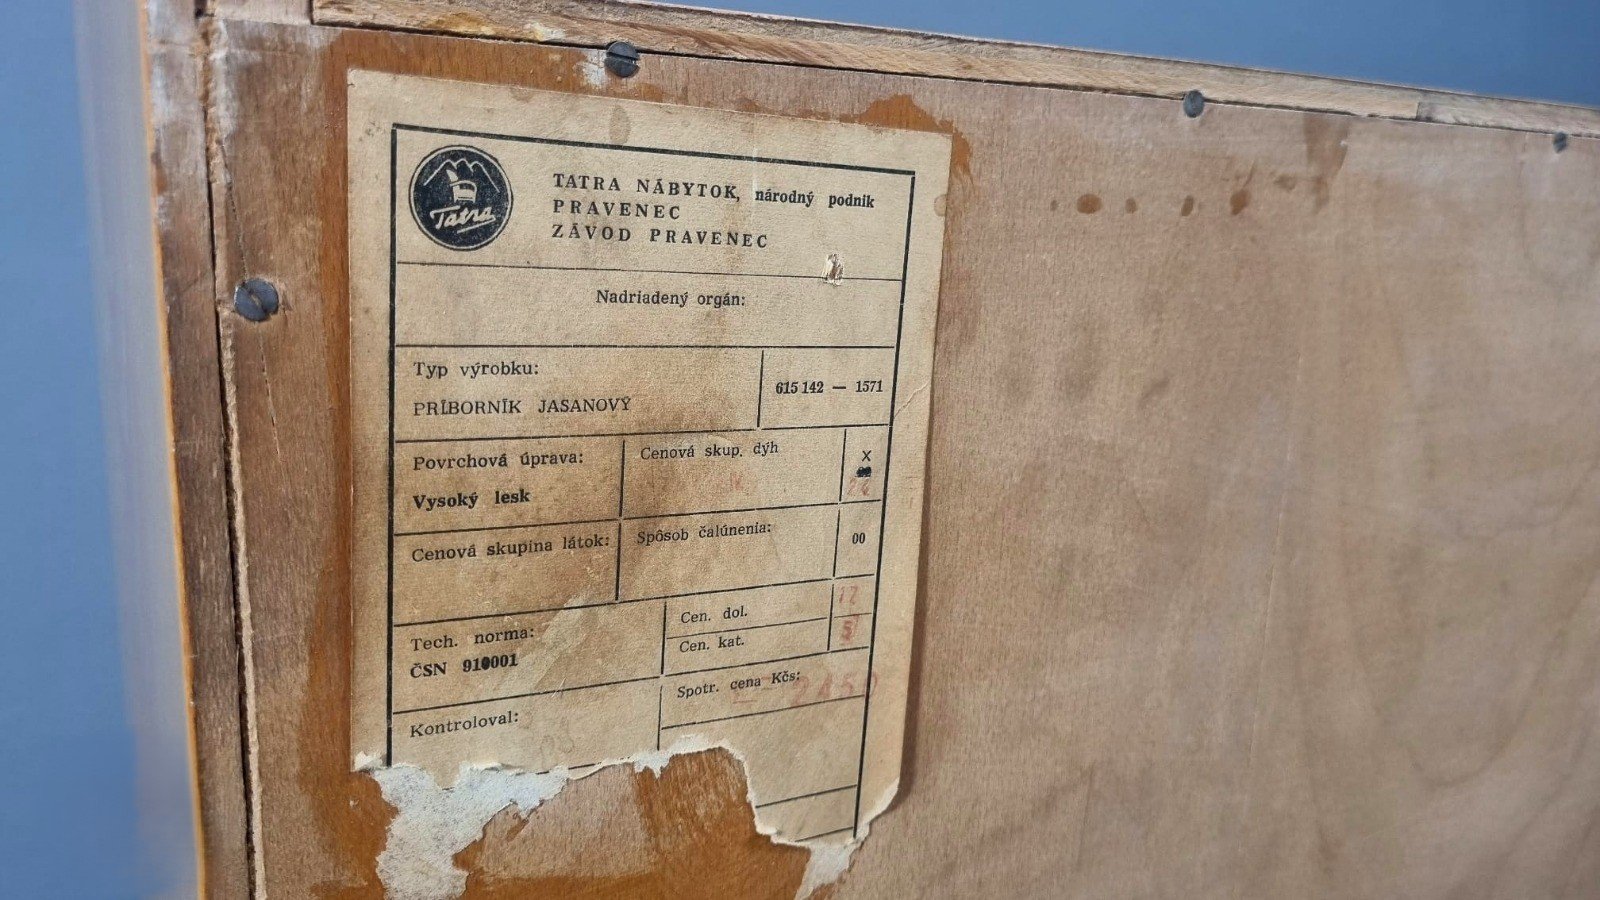 Tatra
TATRA NÁBYTOK, národný podnik
PRAVENEC
ZÁVOD PRAVENEC
Nadriadený orgán:
Typ výrobku:
PRÍBORNÍK JASANOVÝ
615 142 — 1571
Povrchová úprava:
Vysoký lesk
Cenová skup. dýh
X
Cenová skupina látok:
Spôsob čalúnenia:
00
Tech. norma:
ČSN 910001
Cen. dol.
12
Cen. kat.
5
Kontroloval:
Spotr. cena Kčs: